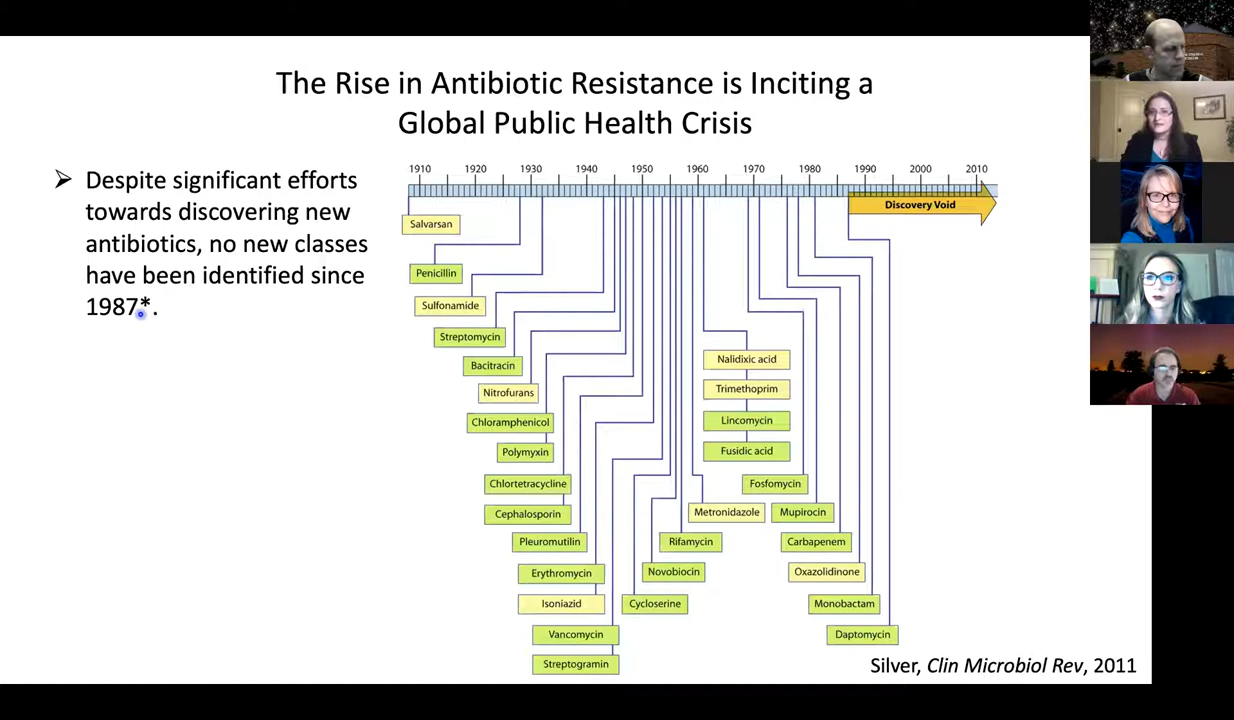 The Rise in Antibiotic Resistance is Inciting a
Global Public Health Crisis
➢ Despite significant efforts
towards discovering new
antibiotics, no new classes
have been identified since
1987*.
1910 1920 1930 1940 1950 1960 1970 1980 1990 2000 2010
Discovery Void
Salvarsan
Penicillin
Sulfonamide
Streptomycin
Bacitracin
Nitrofurans
Chloramphenicol
Polymyxin
Chlortetracycline
Cephalosporin
Pleuromutilin
Erythromycin
Isoniazid
Vancomycin
Streptogramin
Cycloserine
Novobiocin
Rifamycin
Metronidazole
Nalidixic acid
Trimethoprim
Lincomycin
Fusidic acid
Fosfomycin
Mupirocin
Carbapenem
Oxazolidinone
Monobactam
Daptomycin
Silver, Clin Microbiol Rev, 2011